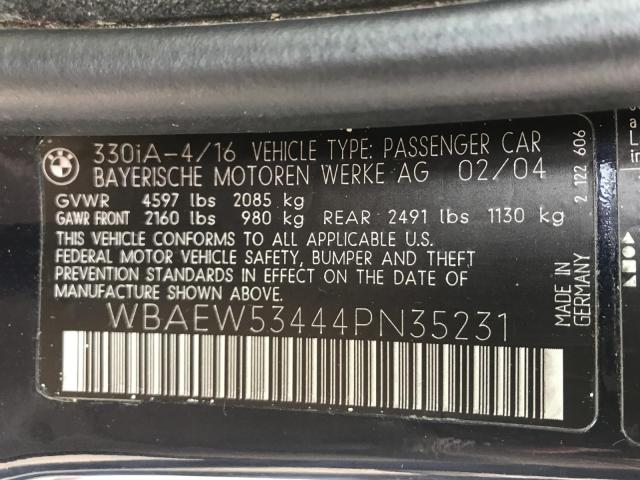 330iA-4/16 VEHICLE TYPE: PASSENGER CAR
BAYERISCHE MOTOREN WERKE AG 02/04
GVWR 4597 lbs 2085 kg
GAWR FRONT 2160 lbs 980 kg REAR 2491 lbs 1130 kg
THIS VEHICLE CONFORMS TO ALL APPLICABLE U.S.
FEDERAL MOTOR VEHICLE SAFETY, BUMPER AND THEFT
PREVENTION STANDARDS IN EFFECT ON THE DATE OF
MANUFACTURE SHOWN ABOVE.
WBAEW53444PN35231
MADE IN GERMANY
2 122 606